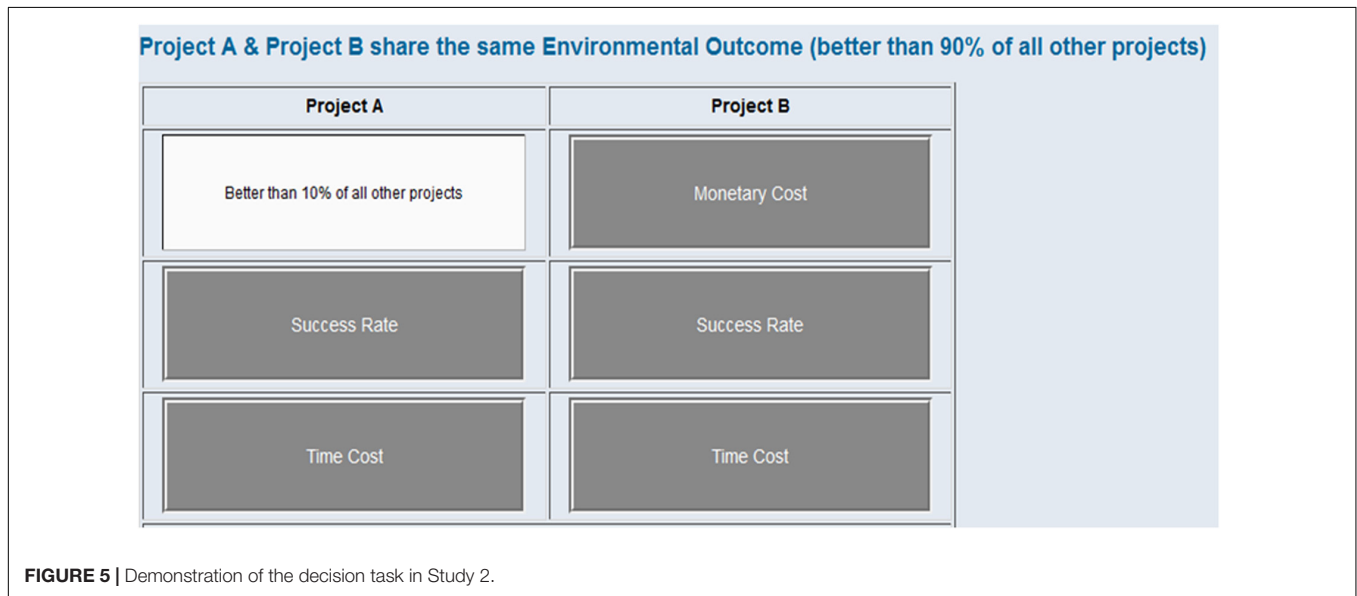 Project A & Project B share the same Environmental Outcome (better than 90% of all other projects)
Project A
Project B
Better than 10% of all other projects
Monetary Cost
Success Rate
Success Rate
Time Cost
Time Cost
FIGURE 5 | Demonstration of the decision task in Study 2.